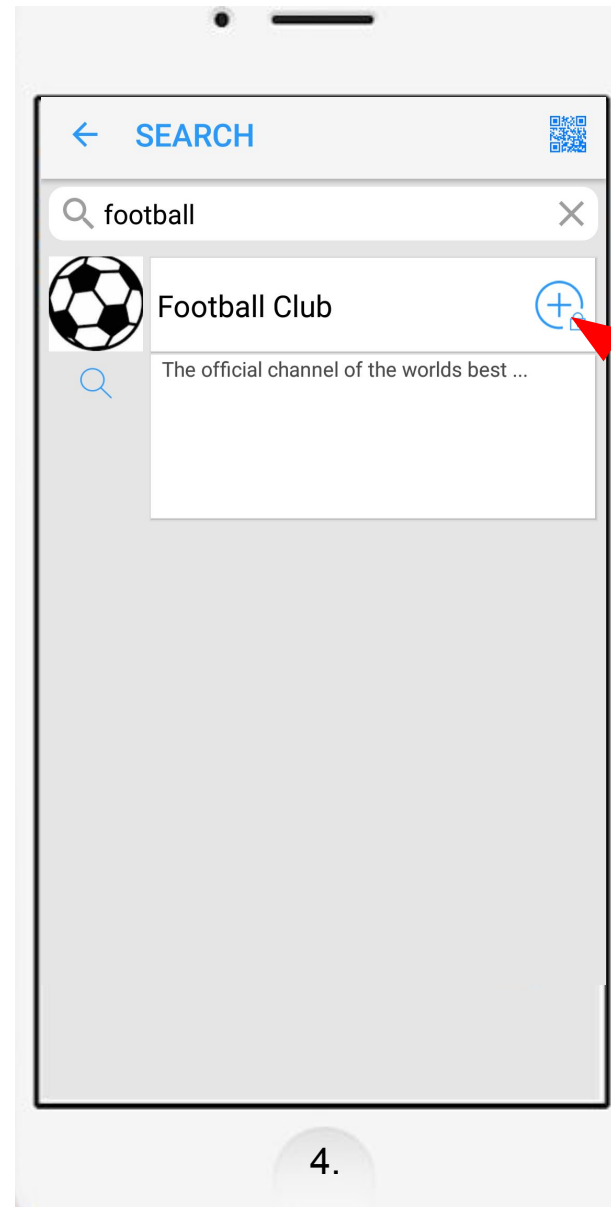 SEARCH
football
Football Club
The official channel of the worlds best ...
4.